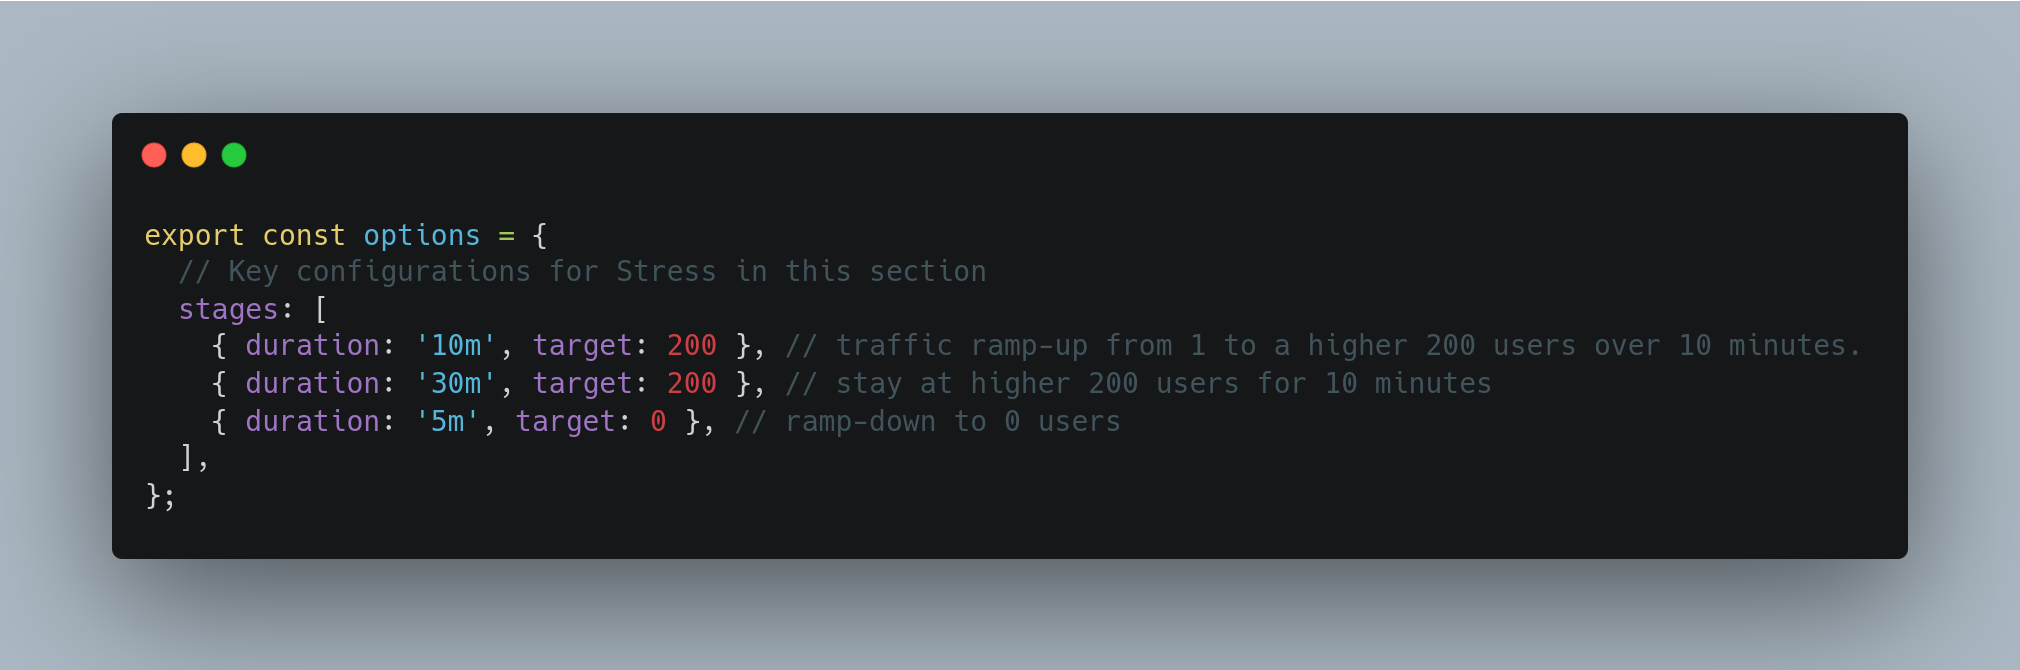 export const options = {
  // Key configurations for Stress in this section
  stages: [
    { duration: '10m', target: 200 }, // traffic ramp-up from 1 to a higher 200 users over 10 minutes.
    { duration: '30m', target: 200 }, // stay at higher 200 users for 10 minutes
    { duration: '5m', target: 0 }, // ramp-down to 0 users
  ],
};